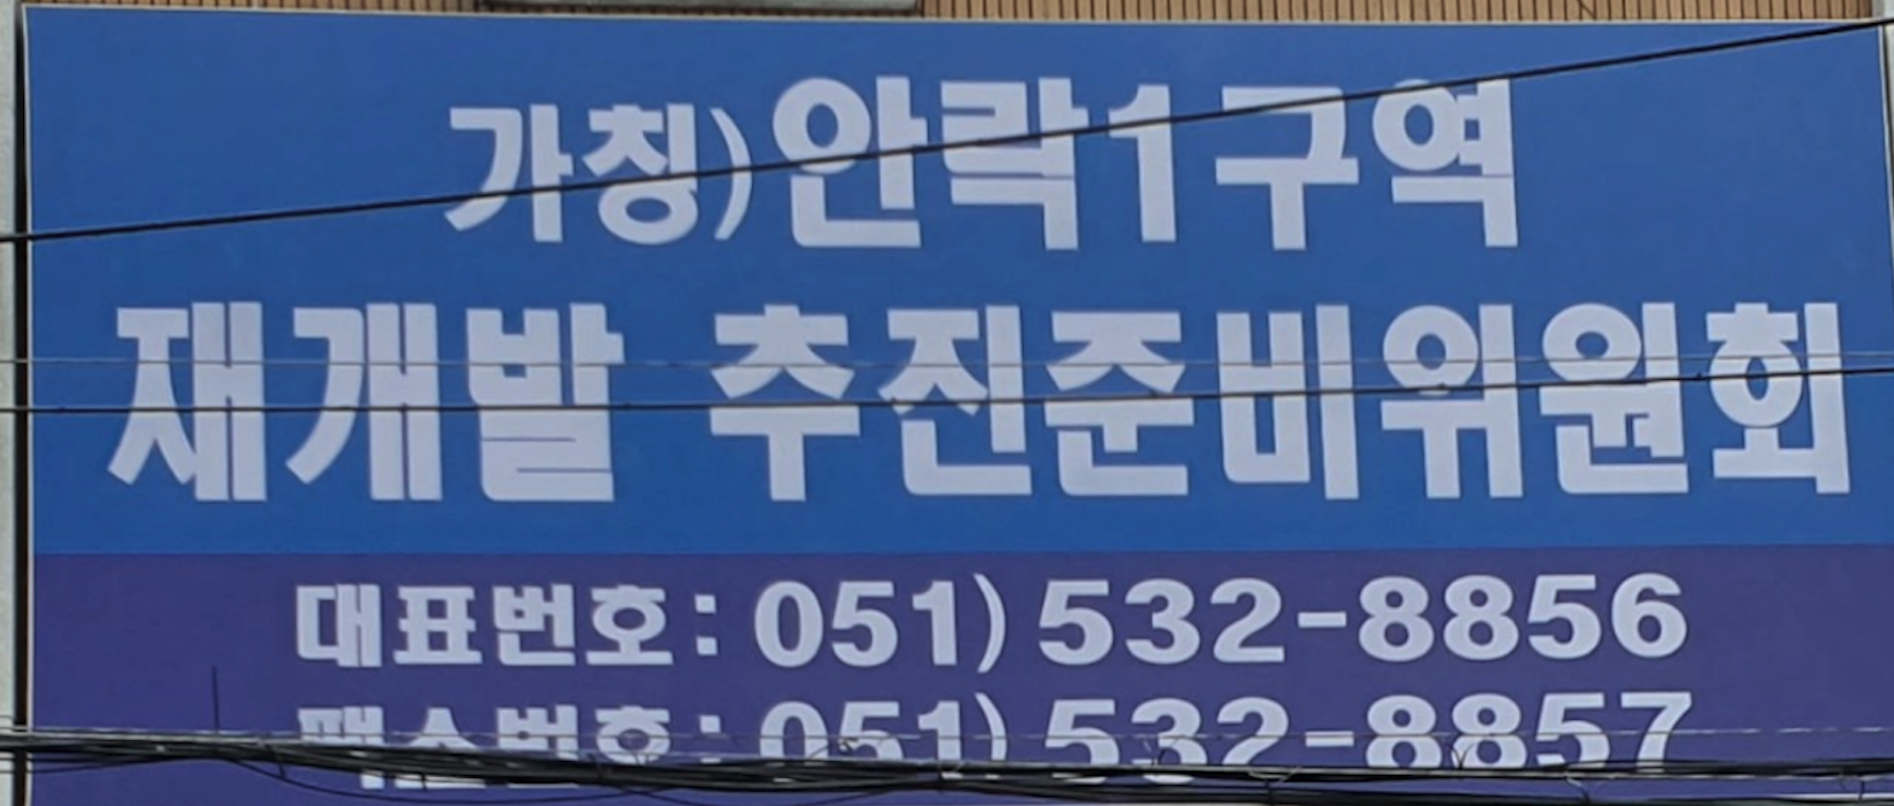 가칭)안락1구역
재개발 추진준비위원회
대표번호: 051) 532-8856
팩스번호: 051) 532-8857